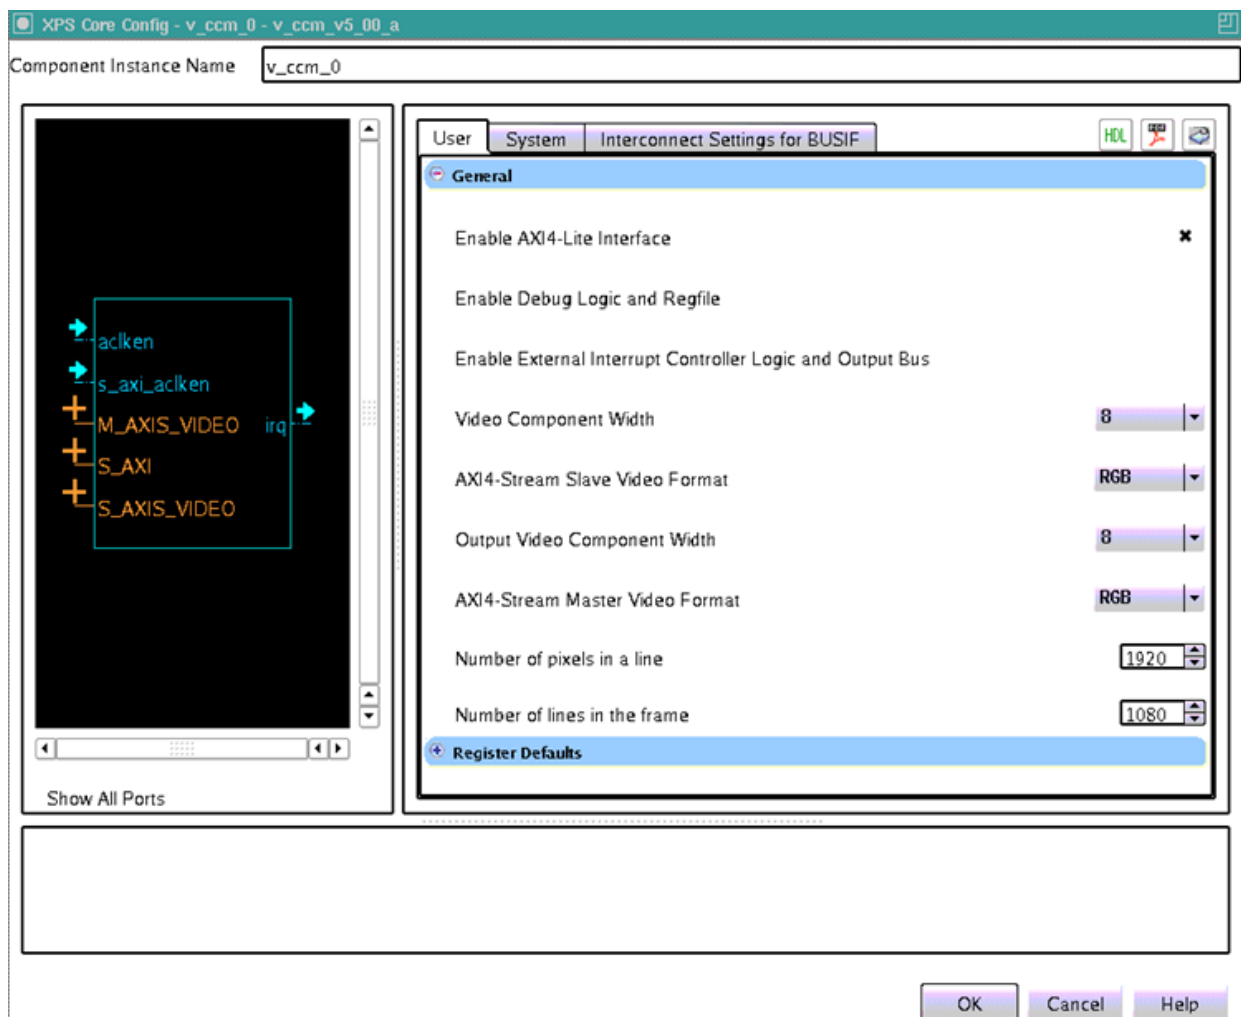 XPS Core Config - v_ccm_0 - v_ccm_v5_00_a
Component Instance Name v_ccm_0
User System Interconnect Settings for BUSIF HDL
General
Enable AXI4-Lite Interface
Enable Debug Logic and Regfile
Enable External Interrupt Controller Logic and Output Bus
Video Component Width 8
AXI4-Stream Slave Video Format RGB
Output Video Component Width 8
AXI4-Stream Master Video Format RGB
Number of pixels in a line 1920
Number of lines in the frame 1080
Register Defaults
aclken
s_axi_aclken
M_AXIS_VIDEO irq
S_AXI
S_AXIS_VIDEO
Show All Ports
OK Cancel Help